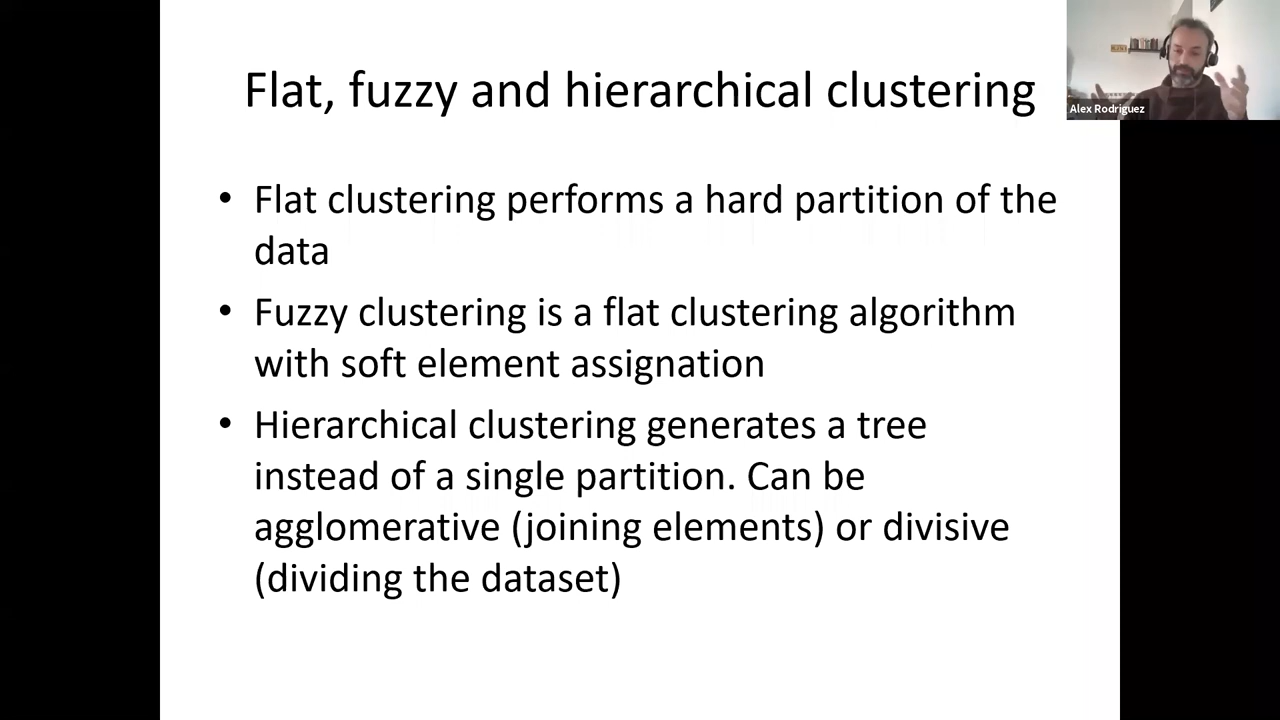 Flat, fuzzy and hierarchical clustering
Alex Rodriguez
• Flat clustering performs a hard partition of the
data
• Fuzzy clustering is a flat clustering algorithm
with soft element assignation
• Hierarchical clustering generates a tree
instead of a single partition. Can be
agglomerative (joining elements) or divisive
(dividing the dataset)